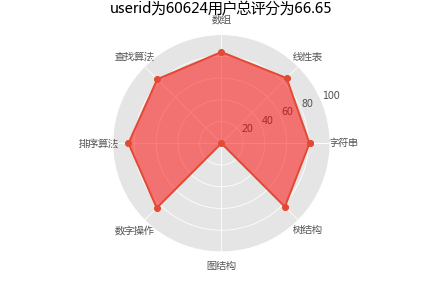 userid为60624用户总评分为66.65
数组
查找算法
线性表
100
80
60
40
20
排序算法
字符串
数字操作
树结构
图结构